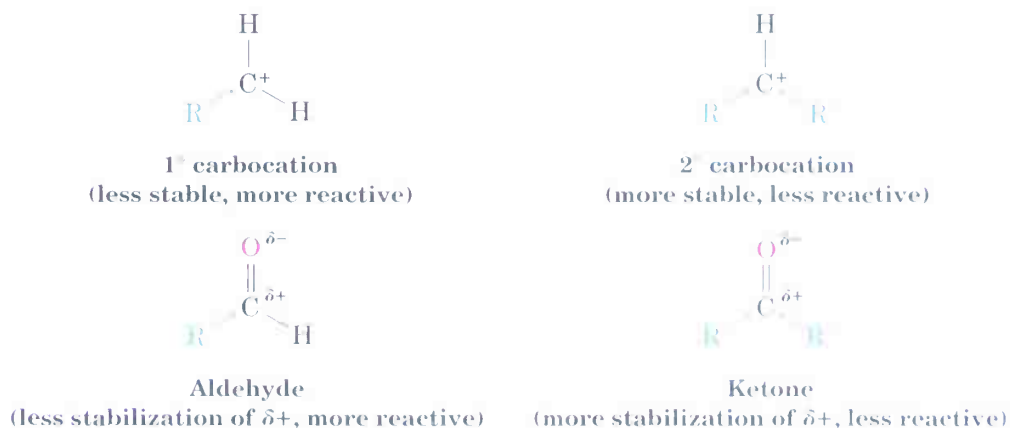 H H
C+ C+
R H R R
1° carbocation 2° carbocation
(less stable, more reactive) (more stable, less reactive)
O δ− O δ−
C δ+ C δ+
R H R R
Aldehyde Ketone
(less stabilization of δ+, more reactive) (more stabilization of δ+, less reactive)